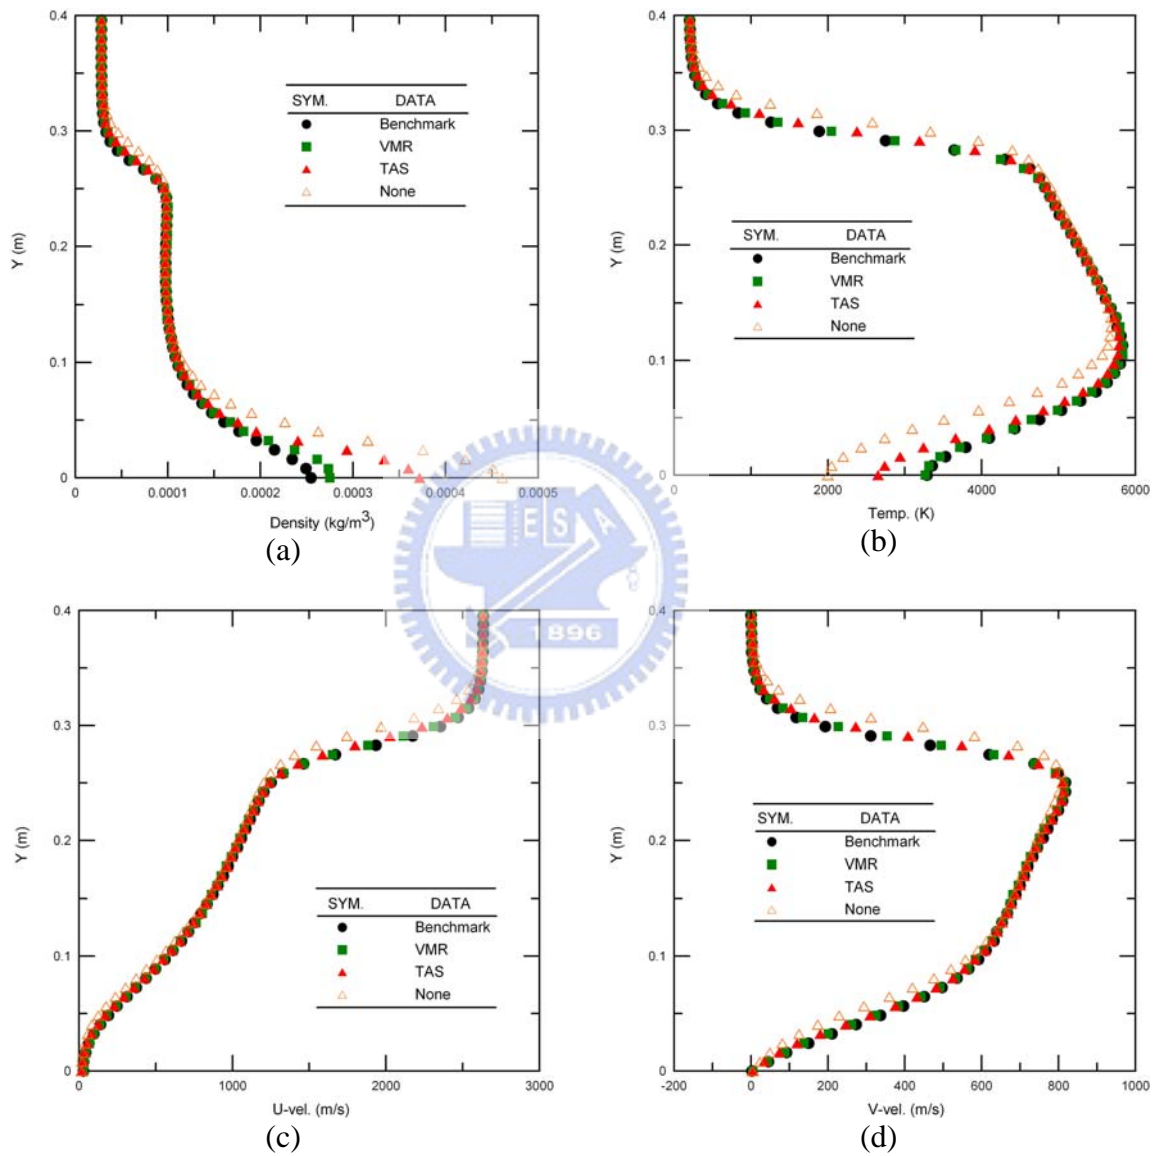 0.4
0.3
0.2
0.1
0
Y (m)
SYM. DATA
Benchmark
VMR
TAS
None
0 0.0001 0.0002 0.0003 0.0004 0.0005
Density (kg/m3)
(a)
0.4
0.3
0.2
0.1
0
Y (m)
SYM. DATA
Benchmark
VMR
TAS
None
0 2000 4000 6000
Temp. (K)
(b)
ESA
1896
0.4
0.3
0.2
0.1
0
Y (m)
SYM. DATA
Benchmark
VMR
TAS
None
0 1000 2000 3000
U-vel. (m/s)
(c)
0.4
0.3
0.2
0.1
0
Y (m)
SYM. DATA
Benchmark
VMR
TAS
None
-200 0 200 400 600 800 1000
V-vel. (m/s)
(d)